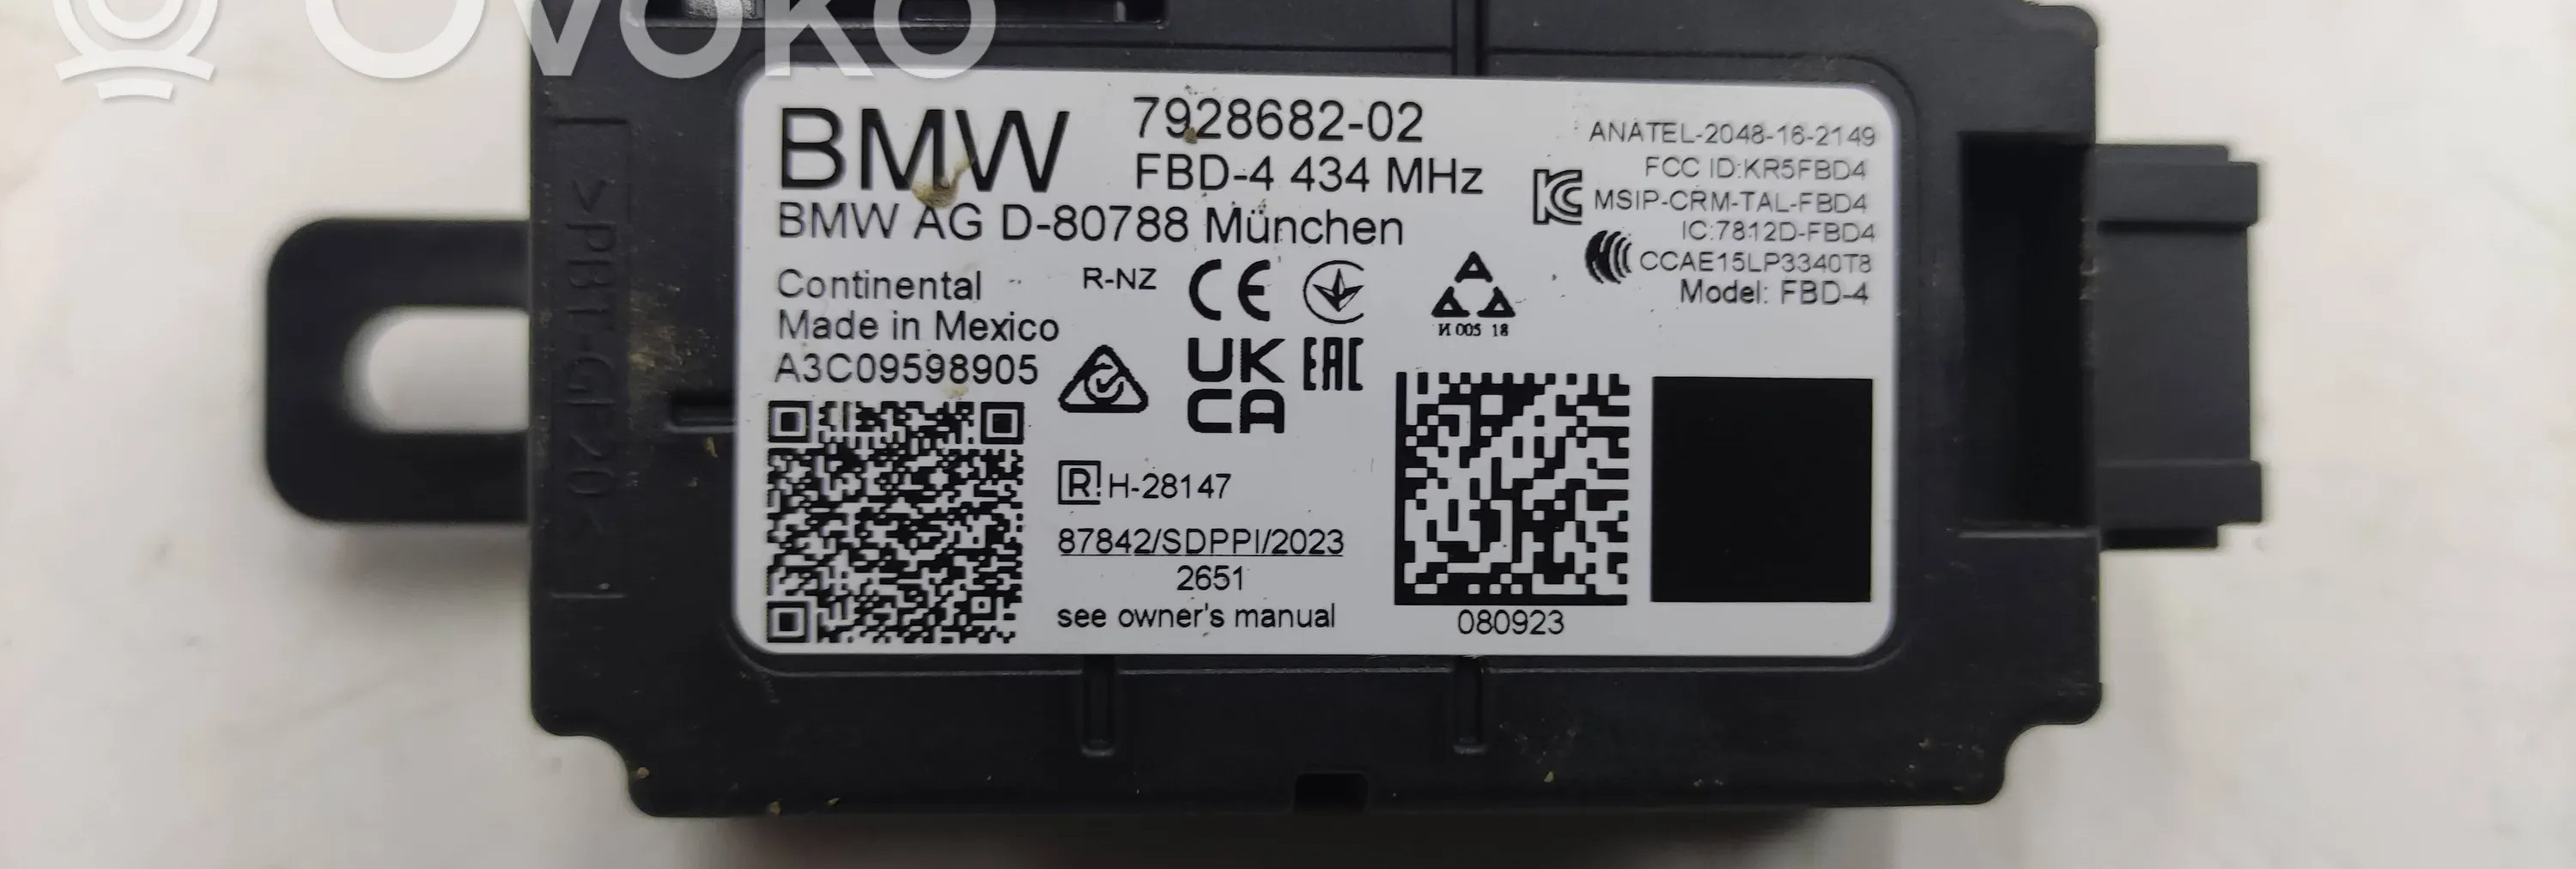 OVOKO
BMW
7928682-02
FBD-4 434 MHz
BMW AG D-80788 München
Continental
Made in Mexico
A3C09598905
R-NZ
CE
UK
CA
EAC
И 005 18
ANATEL-2048-16-2149
FCC ID:KR5FBD4
MSIP-CRM-TAL-FBD4
IC:7812D-FBD4
CCAE15LP3340T8
Model: FBD-4
R H-28147
87842/SDPPI/2023
2651
see owner's manual
080923
>PBT-GF20<